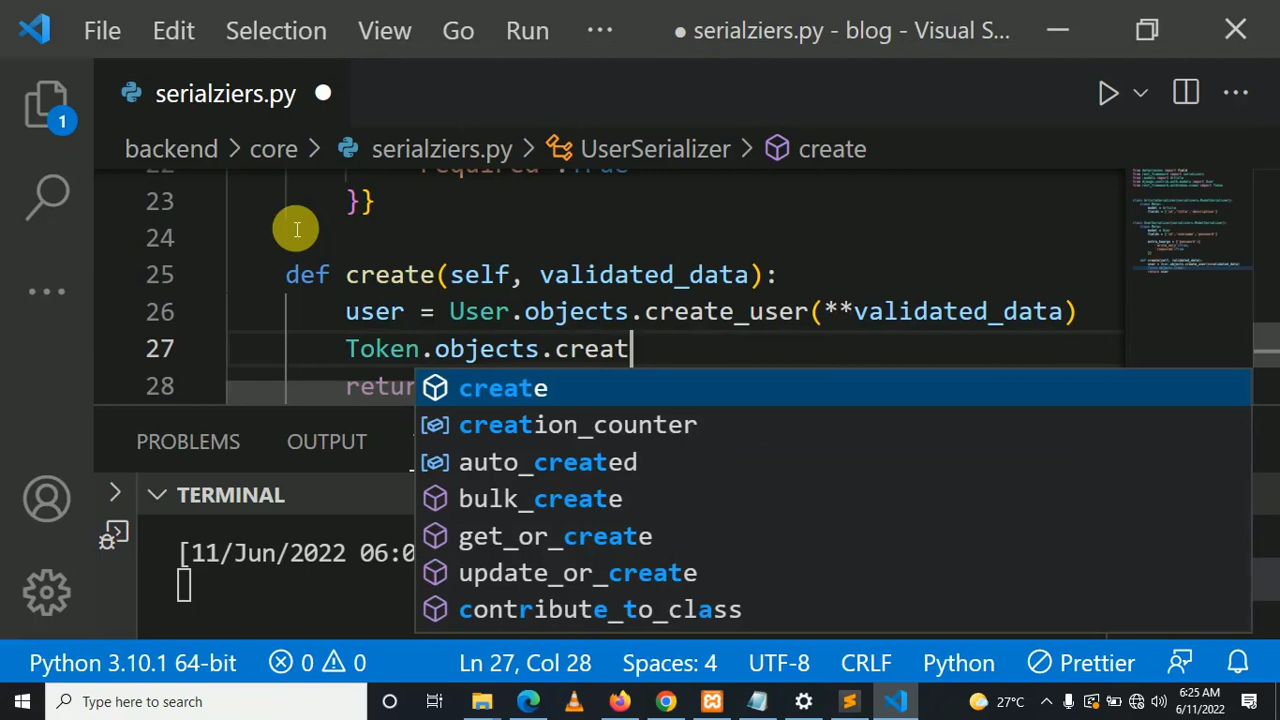 File Edit Selection View Go Run ··· ● serialziers.py - blog - Visual S...
serialziers.py
backend > core > serialziers.py > UserSerializer > create
1
23 }}
24
25 def create(self, validated_data):
26 user = User.objects.create_user(**validated_data)
27 Token.objects.creat
28 retur
create
creation_counter
auto_created
bulk_create
get_or_create
update_or_create
contribute_to_class
PROBLEMS OUTPUT
TERMINAL
[11/Jun/2022 06:0
Python 3.10.1 64-bit 0 0 Ln 27, Col 28 Spaces: 4 UTF-8 CRLF Python Prettier
Type here to search 27°C 6:25 AM
6/11/2022